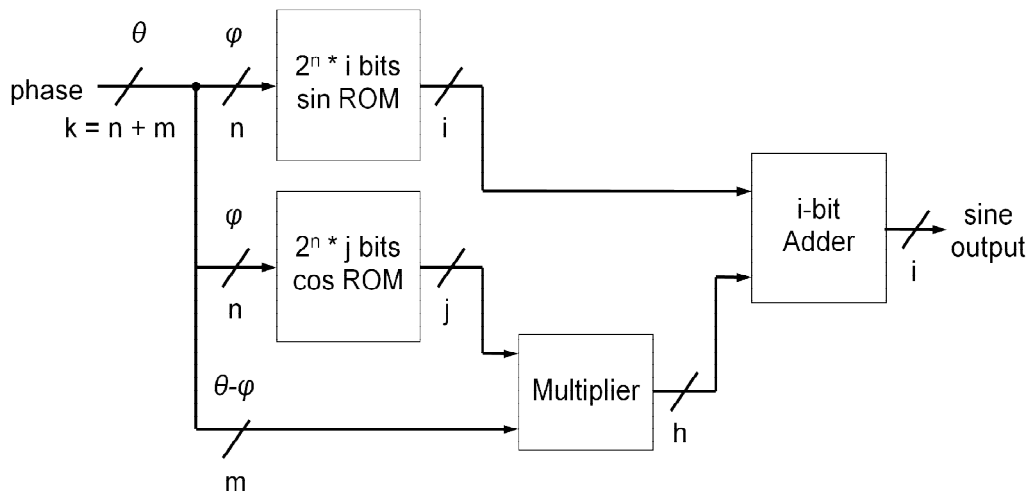 θ
φ
phase
k = n + m
n
2ⁿ * i bits
sin ROM
i
φ
n
2ⁿ * j bits
cos ROM
j
θ-φ
m
Multiplier
h
i-bit
Adder
i
sine
output